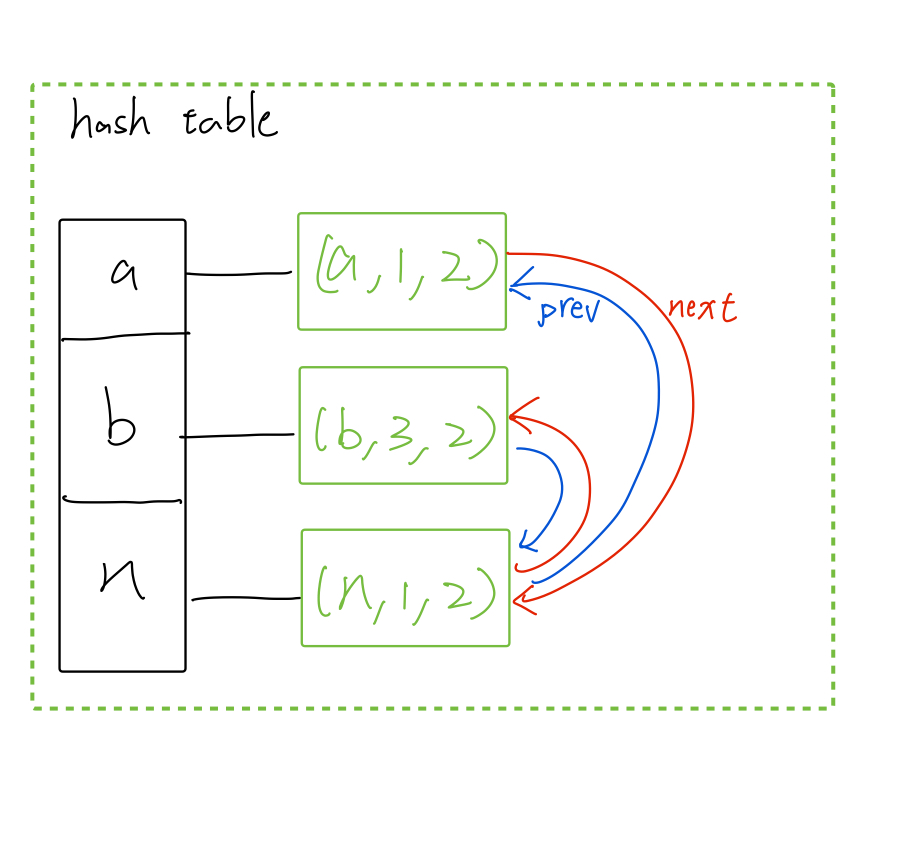 hash table
a
(a,1,2)
prev
next
b
(b,3,2)
n
(n,1,2)